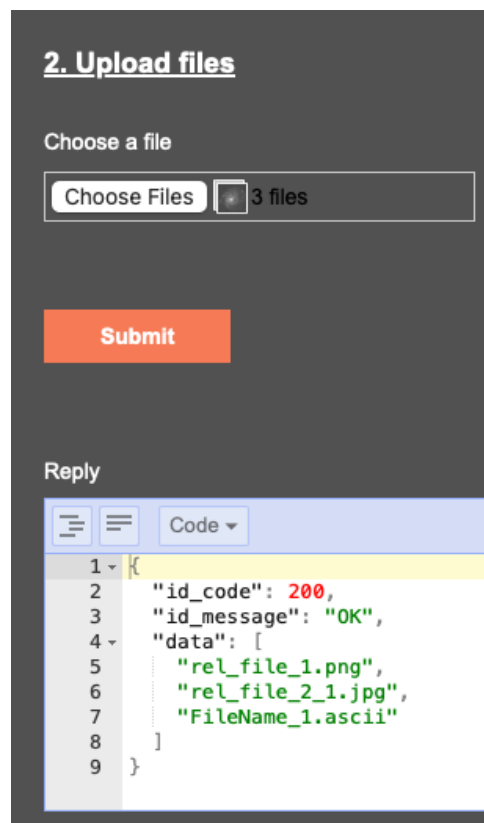 2. Upload files
Choose a file
Choose Files 3 files
Submit
Reply
Code
1 {
2 "id_code": 200,
3 "id_message": "OK",
4 "data": [
5 "rel_file_1.png",
6 "rel_file_2_1.jpg",
7 "FileName_1.ascii"
8 ]
9 }